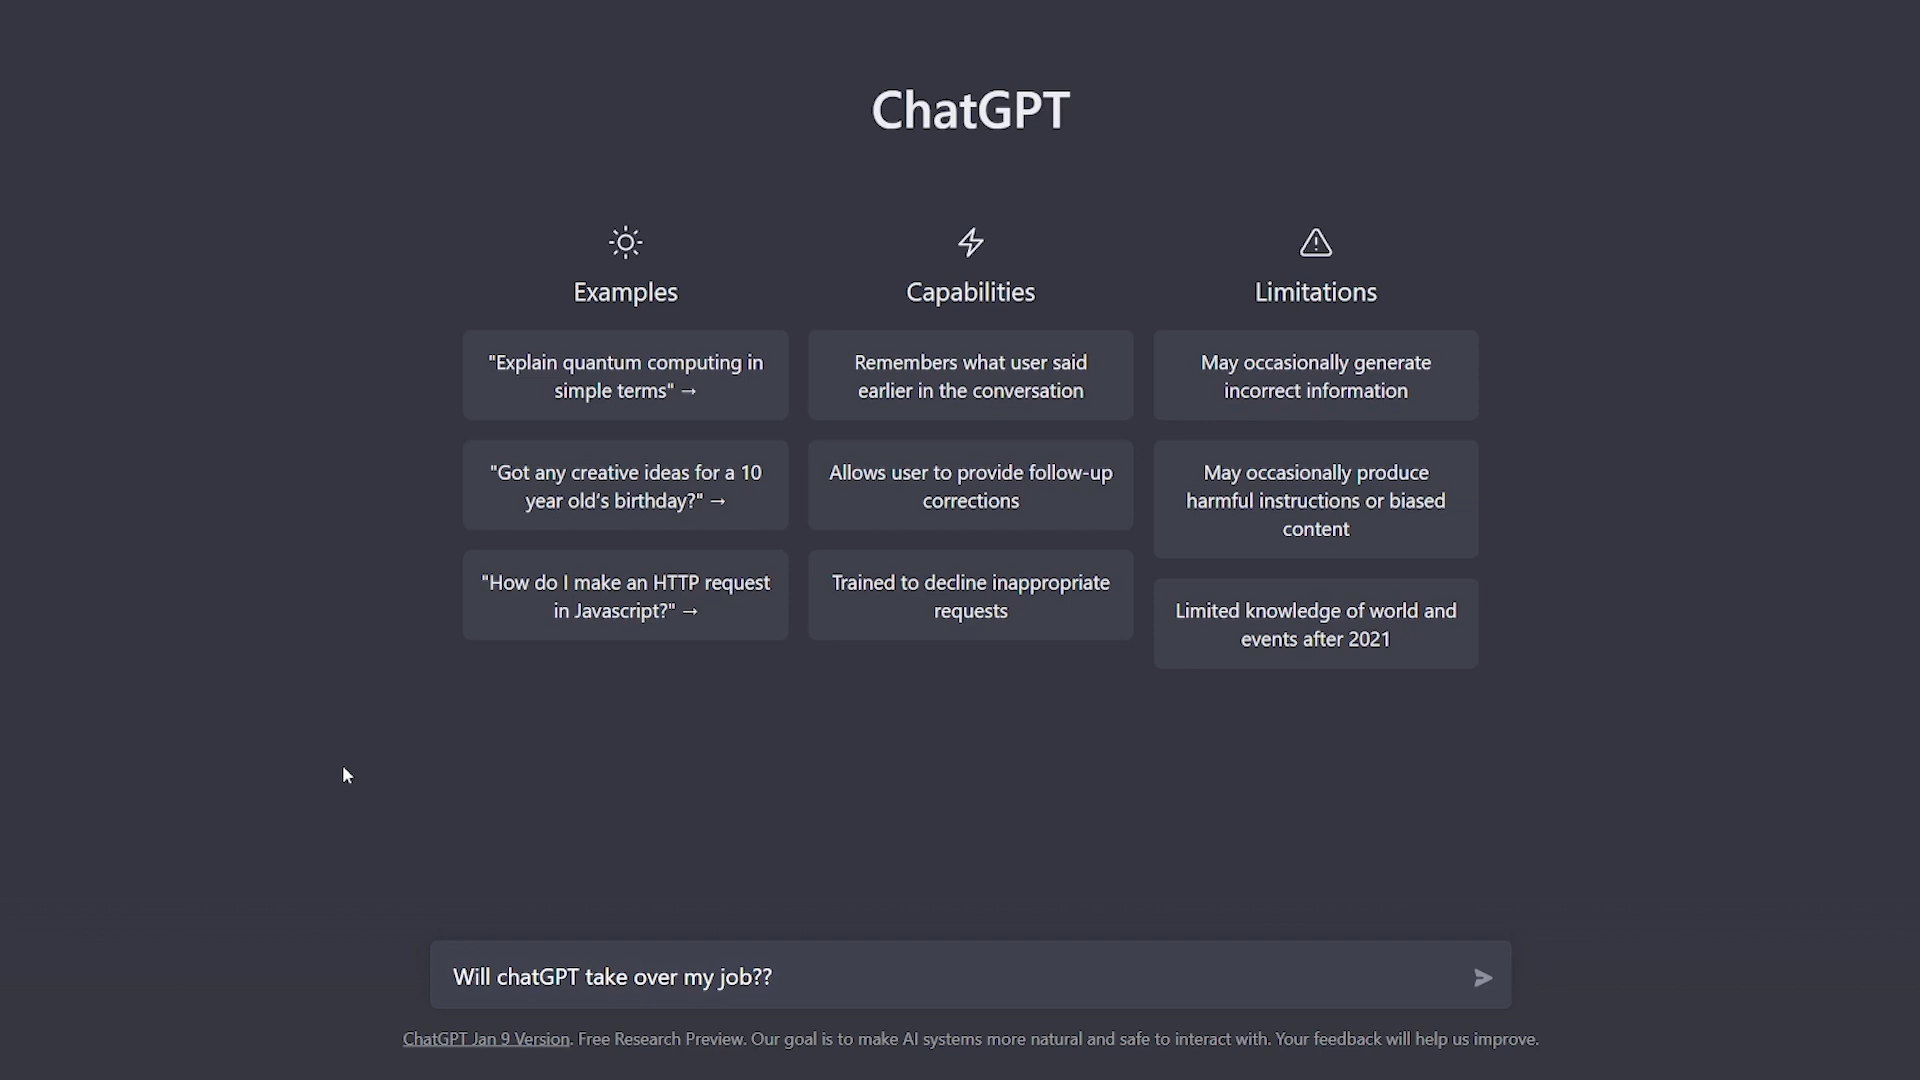 ChatGPT
Examples
"Explain quantum computing in
simple terms" →
"Got any creative ideas for a 10
year old's birthday?" →
"How do I make an HTTP request
in Javascript?" →
Capabilities
Remembers what user said
earlier in the conversation
Allows user to provide follow-up
corrections
Trained to decline inappropriate
requests
Limitations
May occasionally generate
incorrect information
May occasionally produce
harmful instructions or biased
content
Limited knowledge of world and
events after 2021
Will chatGPT take over my job??
ChatGPT Jan 9 Version. Free Research Preview. Our goal is to make AI systems more natural and safe to interact with. Your feedback will help us improve.